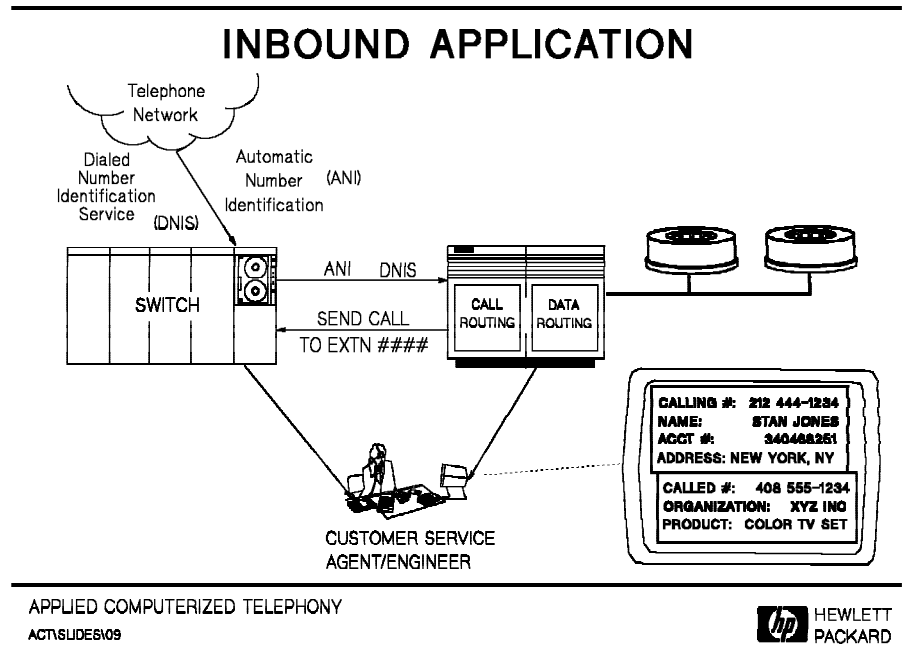 INBOUND APPLICATION
Telephone
Network
Dialed
Number
Identification
Service
(DNIS)
Automatic
Number (ANI)
Identification
SWITCH
ANI DNIS
SEND CALL
TO EXTN ####
CALL
ROUTING
DATA
ROUTING
CALLING #: 212 444-1234
NAME: STAN JONES
ACCT #: 340468251
ADDRESS: NEW YORK, NY
CALLED #: 408 555-1234
ORGANIZATION: XYZ INC
PRODUCT: COLOR TV SET
CUSTOMER SERVICE
AGENT/ENGINEER
APPLIED COMPUTERIZED TELEPHONY
ACT\SLIDES\09
hp HEWLETT
PACKARD